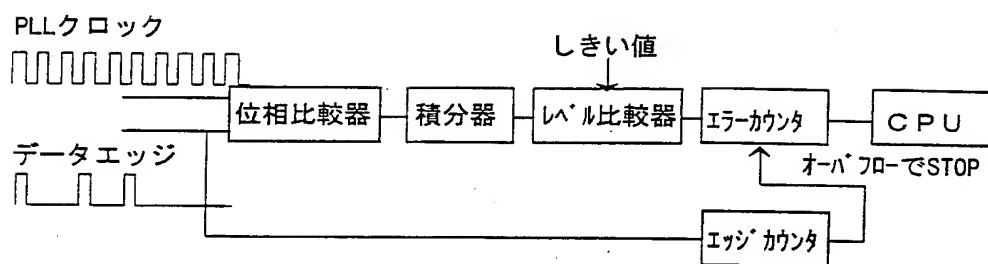 PLLクロック
しきい値
位相比較器
積分器
レベル比較器
エラーカウンタ
CPU
データエッジ
オーバフローでSTOP
エッジカウンタ